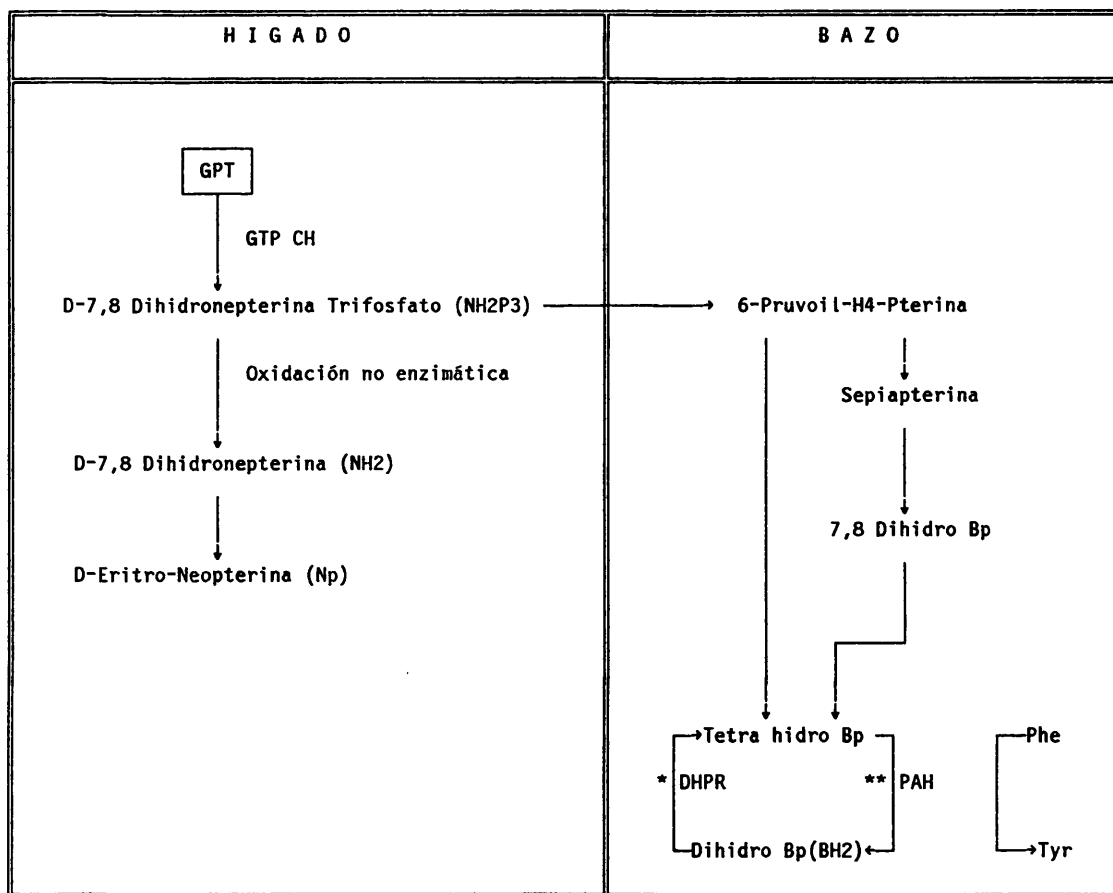 H I G A D O
B A Z O
GPT
GTP CH
D-7,8 Dihidronepterina Trifosfato (NH2P3)
6-Pruvoil-H4-Pterina
Oxidación no enzimática
Sepiapterina
D-7,8 Dihidronepterina (NH2)
7,8 Dihidro Bp
D-Eritro-Neopterina (Np)
Tetra hidro Bp
Phe
* DHPR
** PAH
Dihidro Bp(BH2)
Tyr